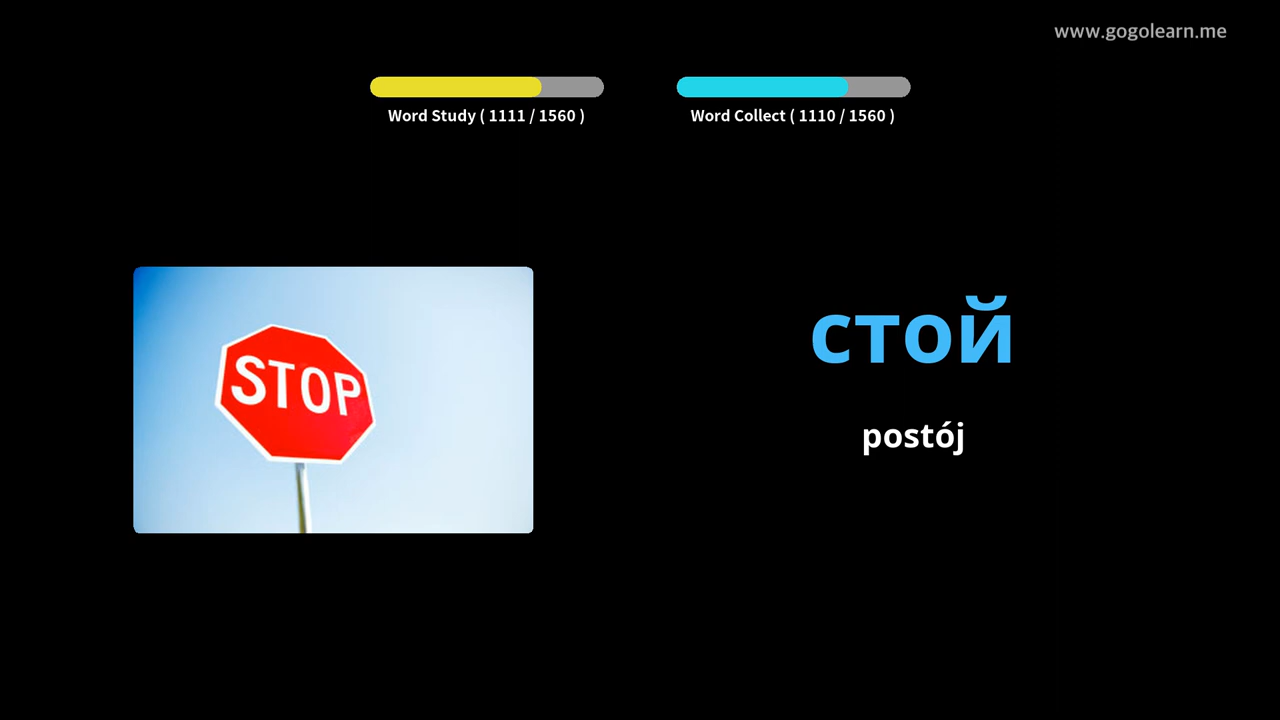 www.gogolearn.me
Word Study ( 1111 / 1560 )
Word Collect ( 1110 / 1560 )
STOP
стой
postój